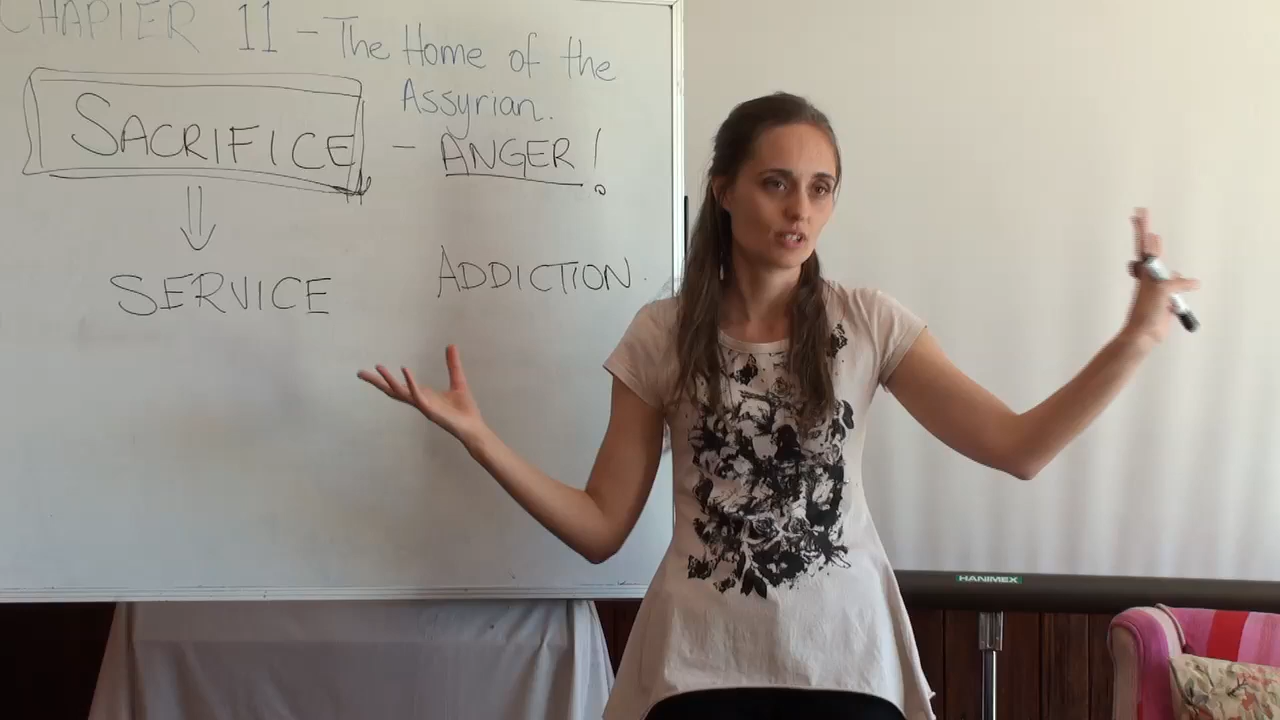 CHAPTER 11 - The Home of the
Assyrian.
SACRIFICE - ANGER!
SERVICE
ADDICTION.
HANIMEX